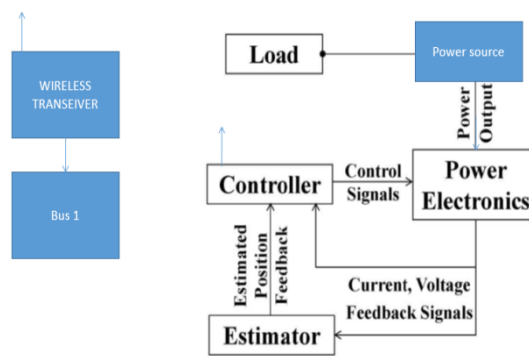 WIRELESS
TRANSEIVER
Bus 1
Load
Power source
Power
Output
Controller
Control
Signals
Power
Electronics
Estimated
Position
Feedback
Current, Voltage
Feedback Signals
Estimator